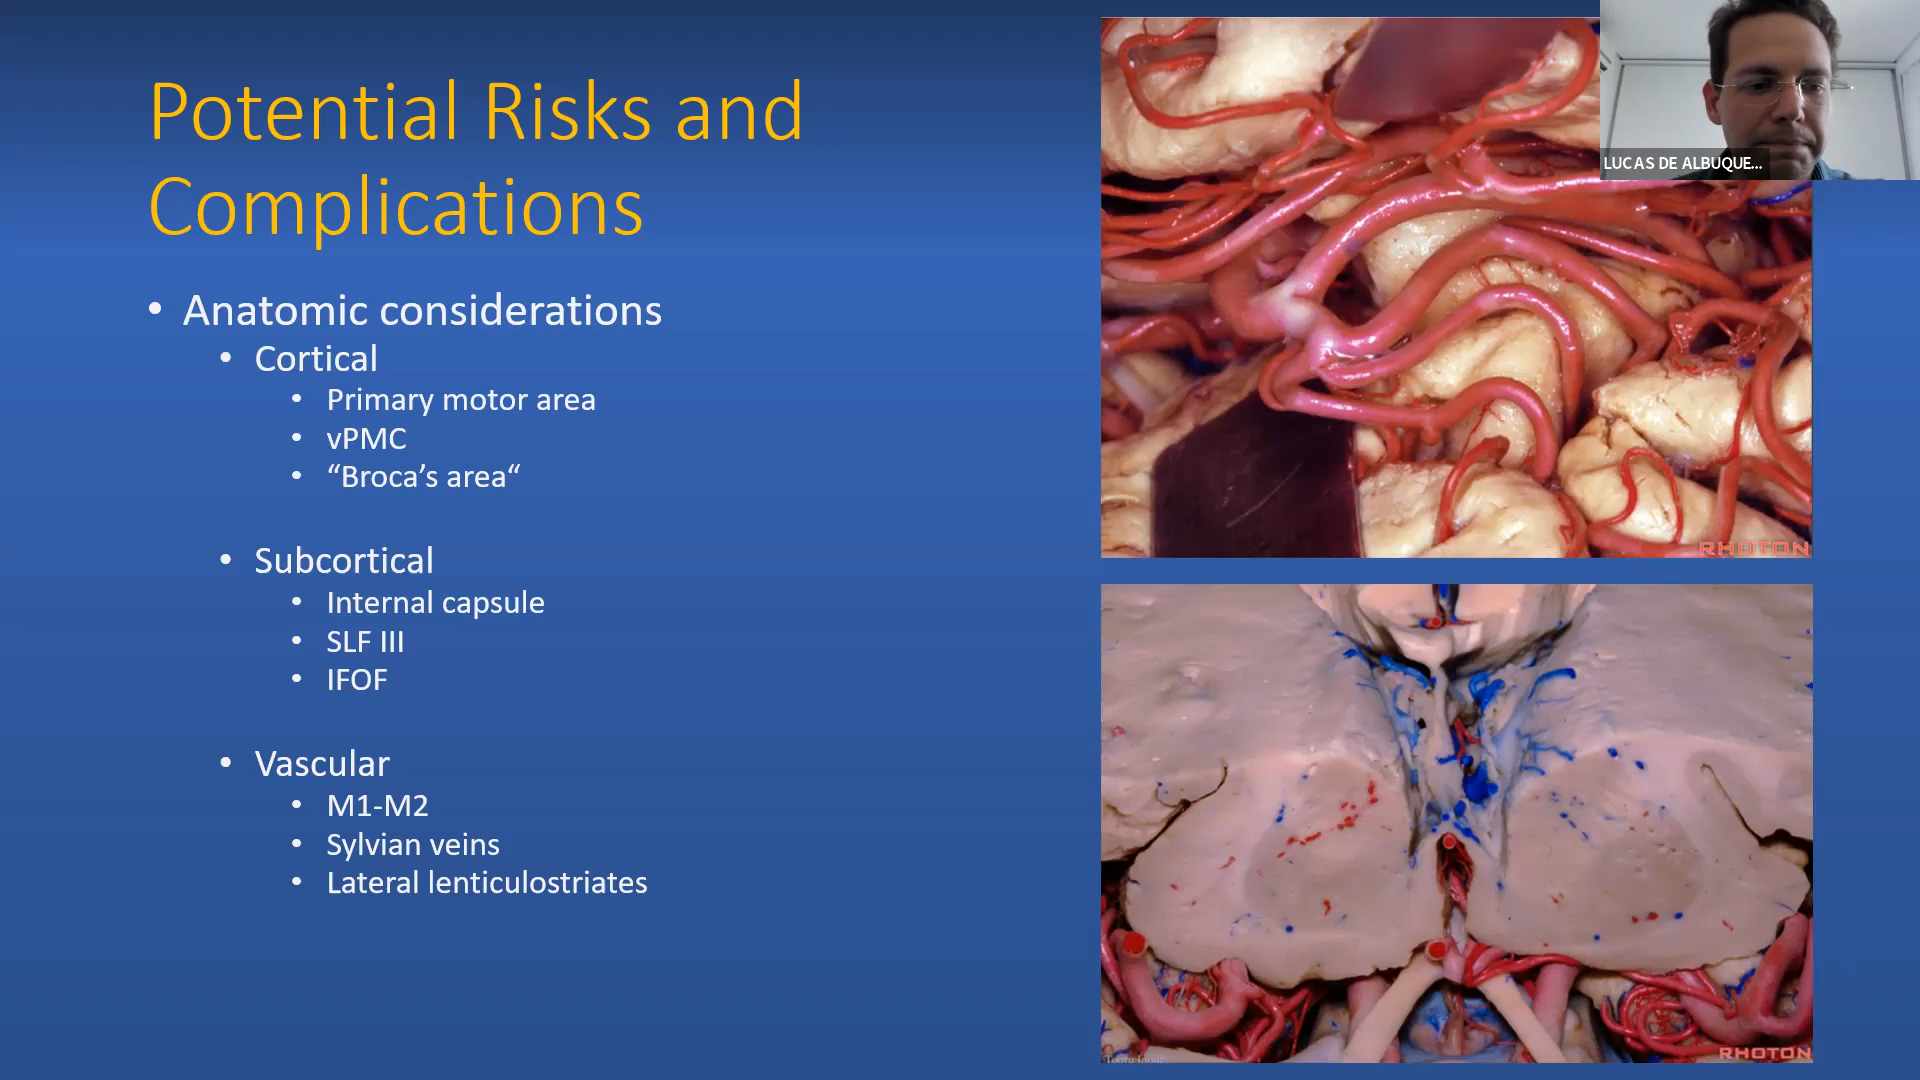 Potential Risks and
Complications
• Anatomic considerations
• Cortical
• Primary motor area
• vPMC
• “Broca’s area“
• Subcortical
• Internal capsule
• SLF III
• IFOF
• Vascular
• M1-M2
• Sylvian veins
• Lateral lenticulostriates
LUCAS DE ALBUQUE...
RHOTON
RHOTON